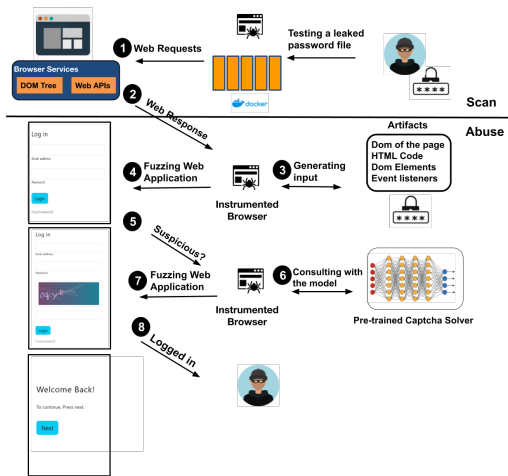 Testing a leaked
password file
1 Web Requests
Browser Services
DOM Tree
Web APIs
docker
****
Scan
2 Web Response
Abuse
Artifacts
Log in
Email address
Password
Login
Forgot password?
4 Fuzzing Web
Application
3 Generating
input
Instrumented
Browser
Dom of the page
HTML Code
Dom Elements
Event listeners
****
5 Suspicious?
Log in
Email address
Password
Login
Forgot password?
7 Fuzzing Web
Application
6 Consulting with
the model
Instrumented
Browser
Pre-trained Captcha Solver
8 Logged in
Welcome Back!
To continue. Press next.
Next